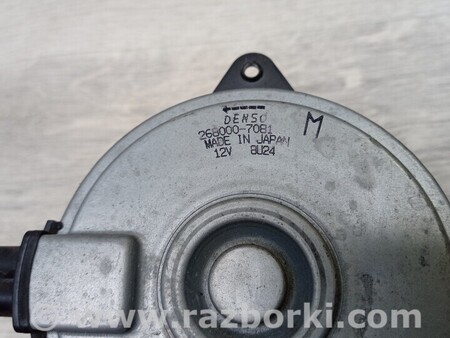 DENSO
M
268000-7081
MADE IN JAPAN
12V 8U24
www.razborki.com